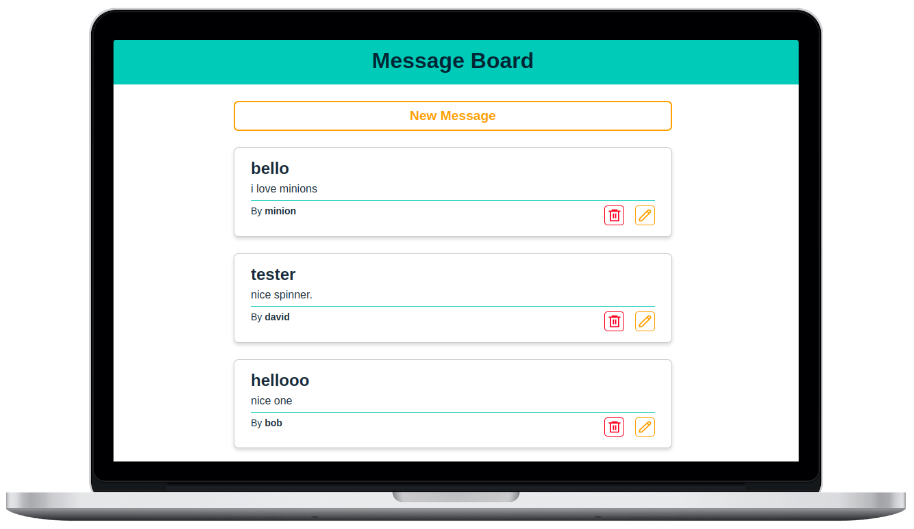 Message Board
New Message
bello
i love minions
By minion
tester
nice spinner.
By david
hellooo
nice one
By bob